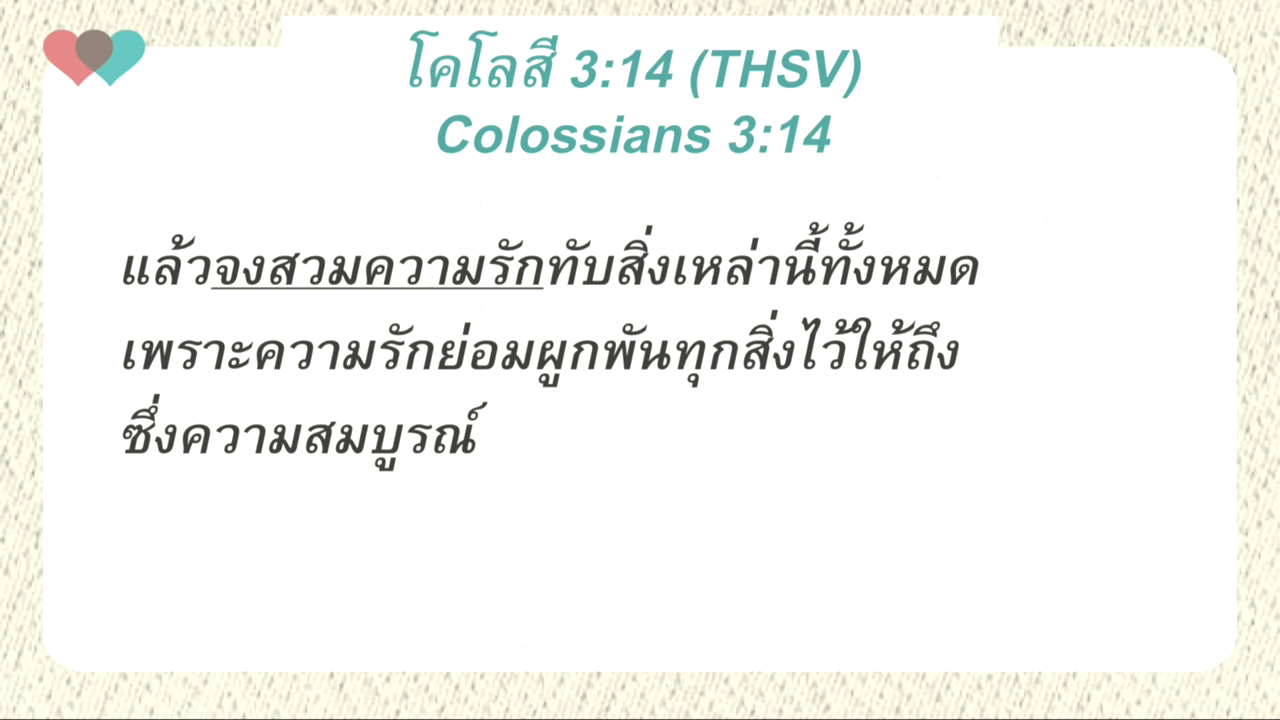 โคโลสี 3:14 (THSV)
Colossians 3:14
แล้วจงสวมความรักทับสิ่งเหล่านี้ทั้งหมด
เพราะความรักย่อมผูกพันทุกสิ่งไว้ให้ถึง
ซึ่งความสมบูรณ์